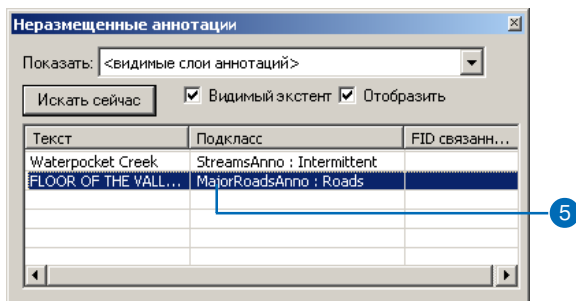 Неразмещенные аннотации
Показать: <видимые слои аннотаций>
Искать сейчас Видимый экстент Отобразить
Текст Подкласс FID связанн...
Waterpocket Creek StreamsAnno : Intermittent
FLOOR OF THE VALL... MajorRoadsAnno : Roads
5